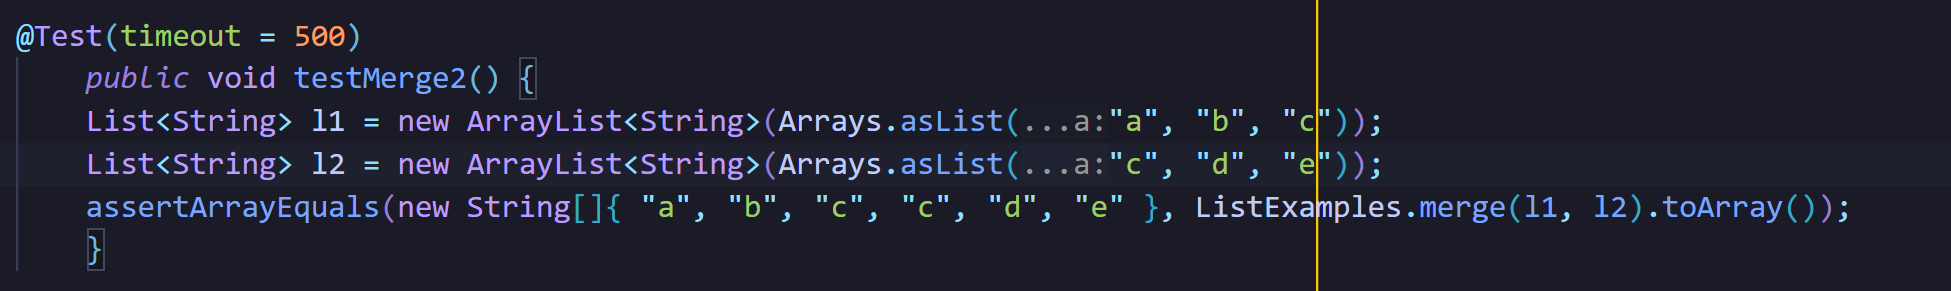 @Test(timeout = 500)
public void testMerge2() {
List<String> l1 = new ArrayList<String>(Arrays.asList(...a:"a", "b", "c"));
List<String> l2 = new ArrayList<String>(Arrays.asList(...a:"c", "d", "e"));
assertArrayEquals(new String[]{ "a", "b", "c", "c", "d", "e" }, ListExamples.merge(l1, l2).toArray());
}